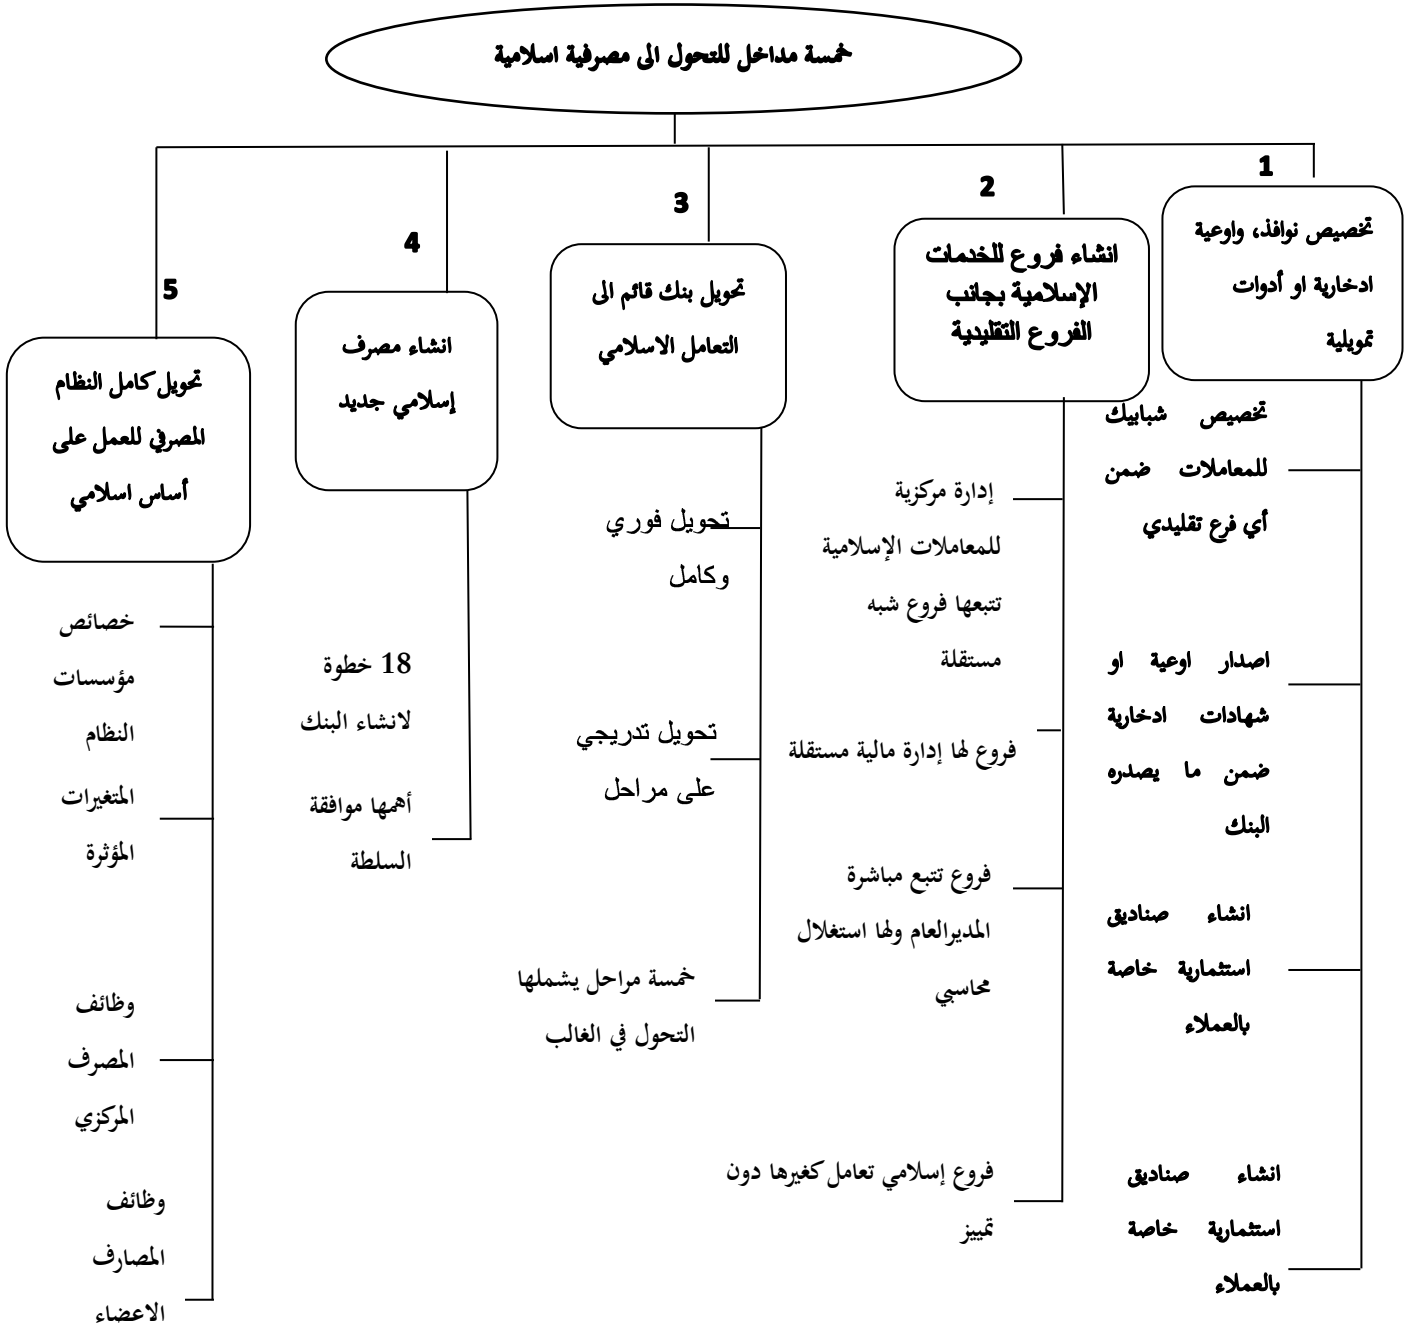 خمسة مداخل للتحول الى مصرفية اسلامية
1
تخصيص نوافذ، واوعية
ادخارية او أدوات
تمويلية
تخصيص شبابيك
للمعاملات ضمن
أي فرع تقليدي
اصدار اوعية او
شهادات ادخارية
ضمن ما يصدره
البنك
انشاء صناديق
استثمارية خاصة
بالعملاء
انشاء صناديق
استثمارية خاصة
بالعملاء
2
انشاء فروع للخدمات
الإسلامية بجانب
الفروع التقليدية
إدارة مركزية
للمعاملات الإسلامية
تتبعها فروع شبه
مستقلة
فروع لها إدارة مالية مستقلة
فروع تتبع مباشرة
المديرالعام ولها استغلال
محاسبي
فروع إسلامي تعامل كغيرها دون
تمييز
3
تحويل بنك قائم الى
التعامل الاسلامي
تحويل فوري
وكامل
تحويل تدريجي
على مراحل
خمسة مراحل يشملها
التحول في الغالب
4
انشاء مصرف
إسلامي جديد
18 خطوة
لانشاء البنك
أهمها موافقة
السلطة
5
تحويل كامل النظام
المصرفي للعمل على
أساس اسلامي
خصائص
مؤسسات
النظام
المتغيرات
المؤثرة
وظائف
المصرف
المركزي
وظائف
المصارف
الاعضاء